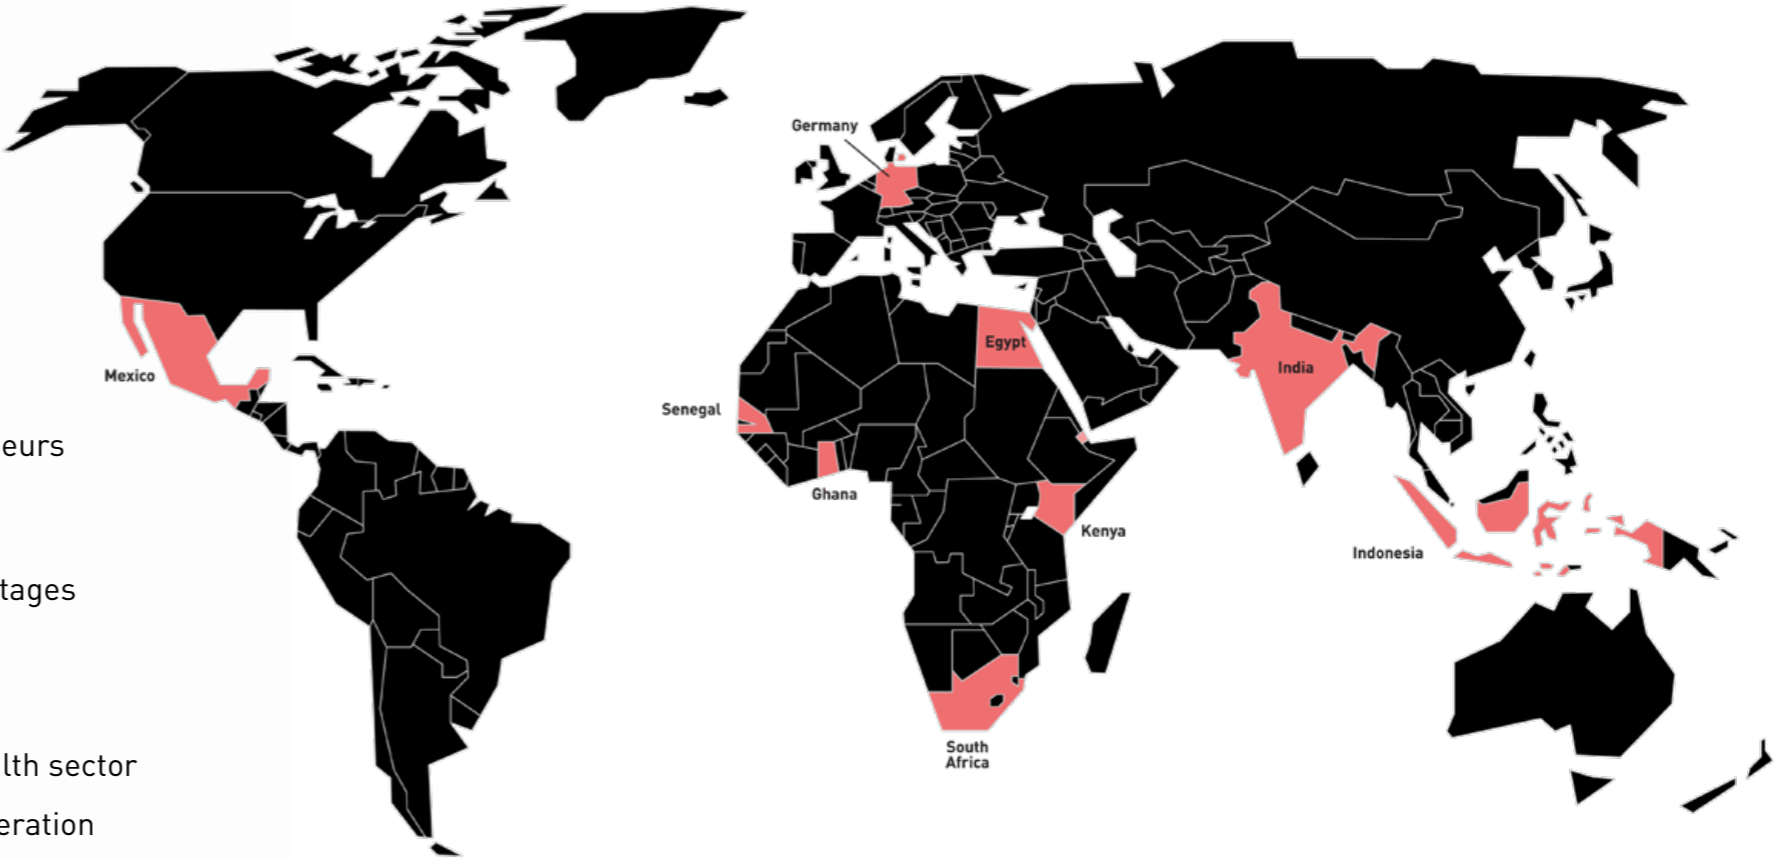 Germany
Egypt
India
Mexico
Senegal
eurs
Ghana
Kenya
Indonesia
tages
South
Africa
lth sector
eration